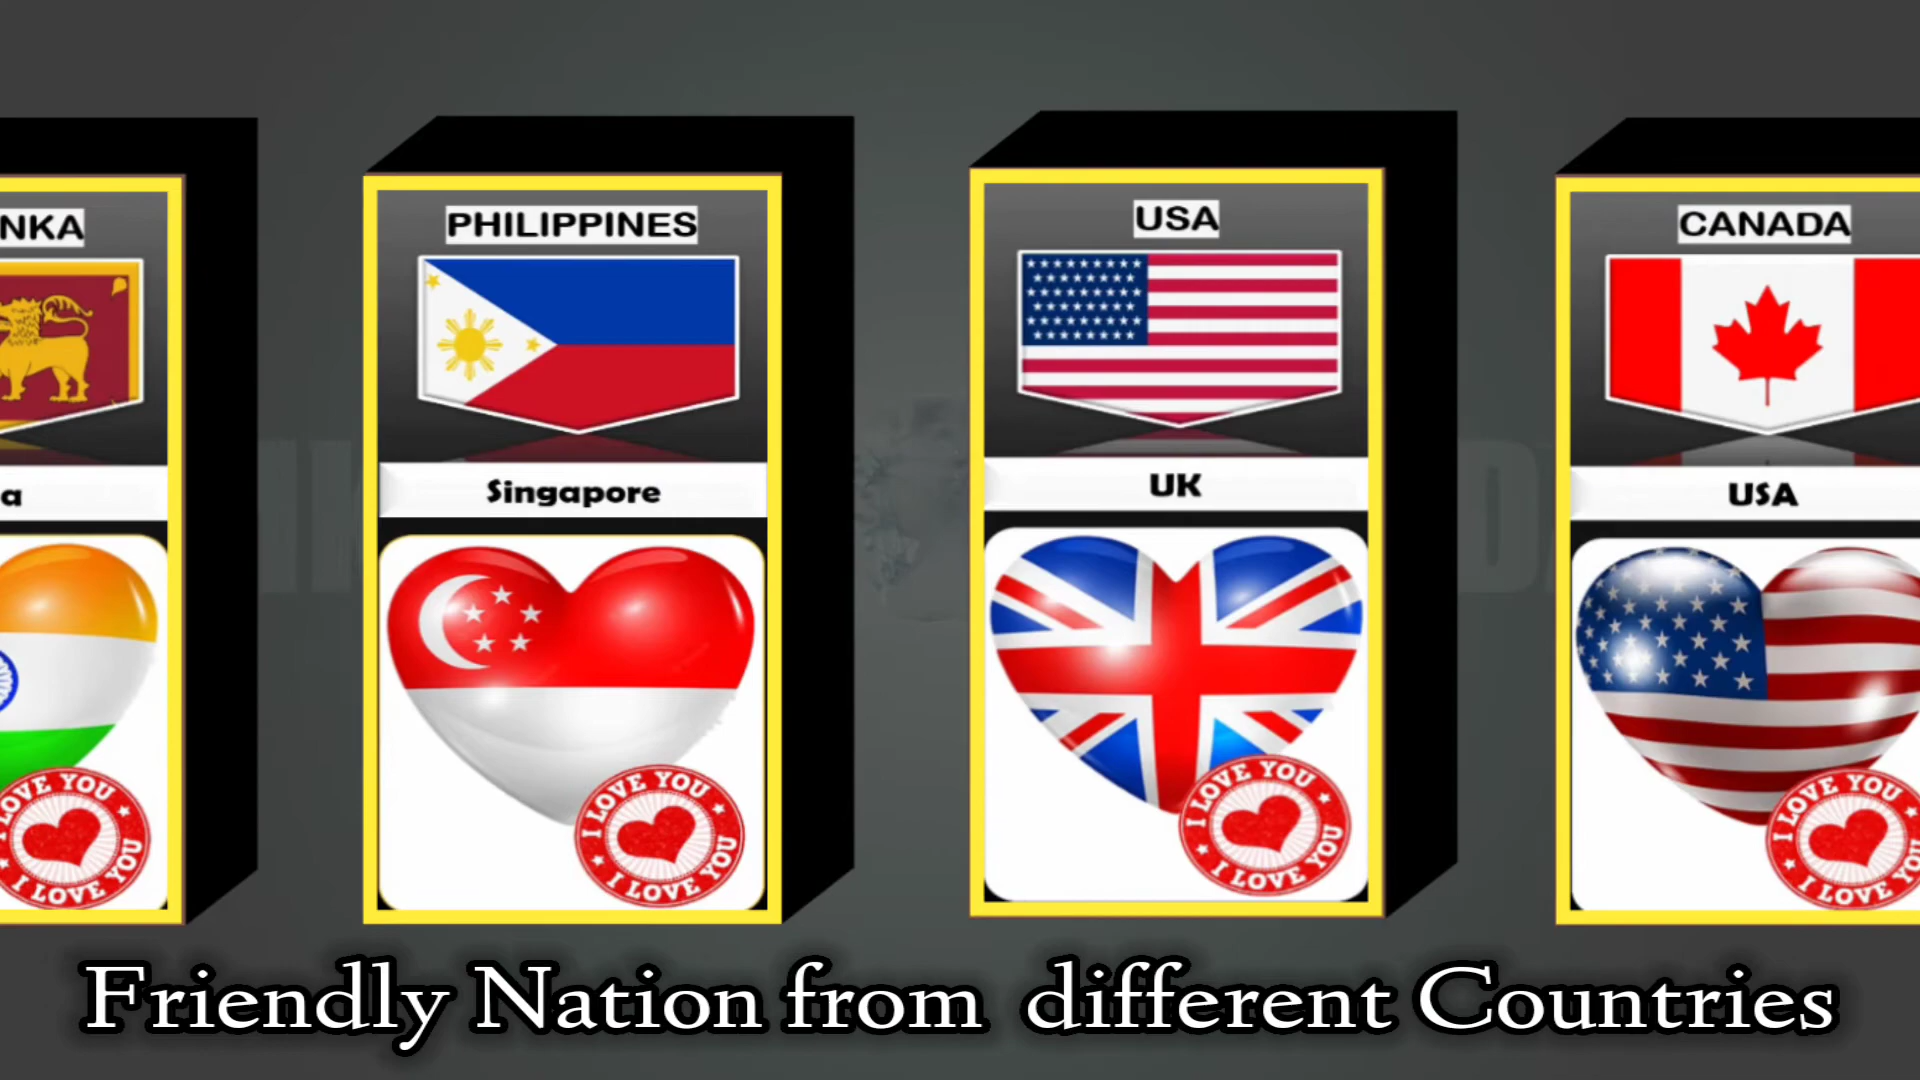 NKA
PHILIPPINES
USA
CANADA
a
Singapore
UK
USA
I LOVE YOU
I LOVE YOU
I LOVE YOU
I LOVE YOU
I LOVE YOU
I LOVE YOU
I LOVE YOU
I LOVE YOU
Friendly Nation from different Countries